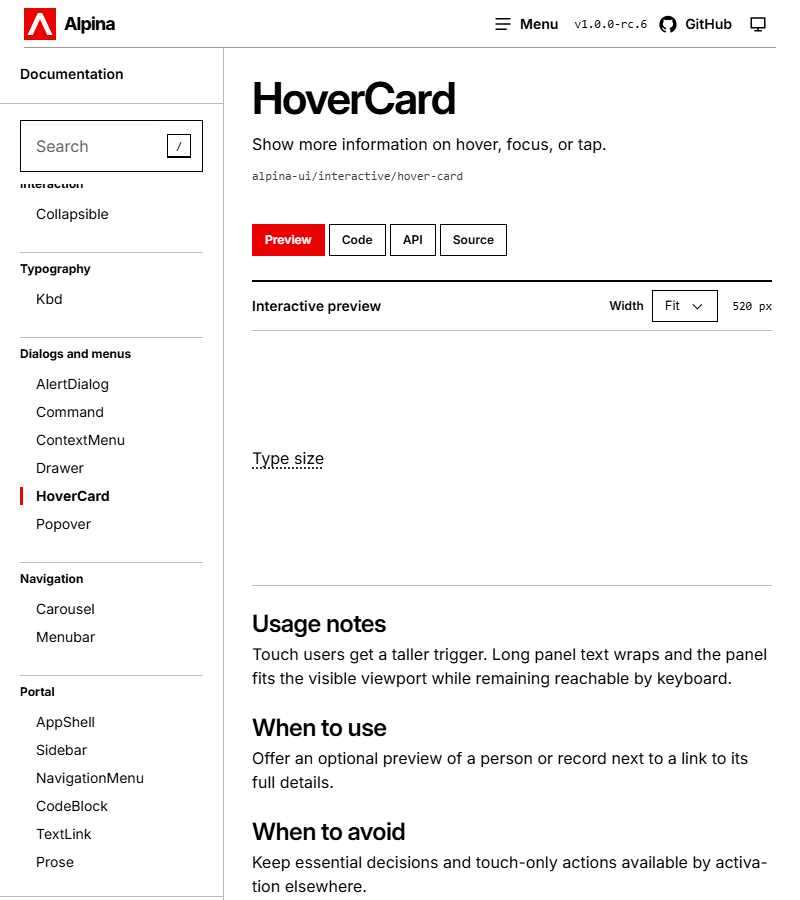 Alpina
Menu
v1.0.0-rc.6
GitHub
Documentation
Search
/
Interaction
Collapsible
Typography
Kbd
Dialogs and menus
AlertDialog
Command
ContextMenu
Drawer
HoverCard
Popover
Navigation
Carousel
Menubar
Portal
AppShell
Sidebar
NavigationMenu
CodeBlock
TextLink
Prose
HoverCard
Show more information on hover, focus, or tap.
alpina-ui/interactive/hover-card
Preview
Code
API
Source
Interactive preview
Width
Fit
520 px
Type size
Usage notes
Touch users get a taller trigger. Long panel text wraps and the panel
fits the visible viewport while remaining reachable by keyboard.
When to use
Offer an optional preview of a person or record next to a link to its
full details.
When to avoid
Keep essential decisions and touch-only actions available by activa-
tion elsewhere.